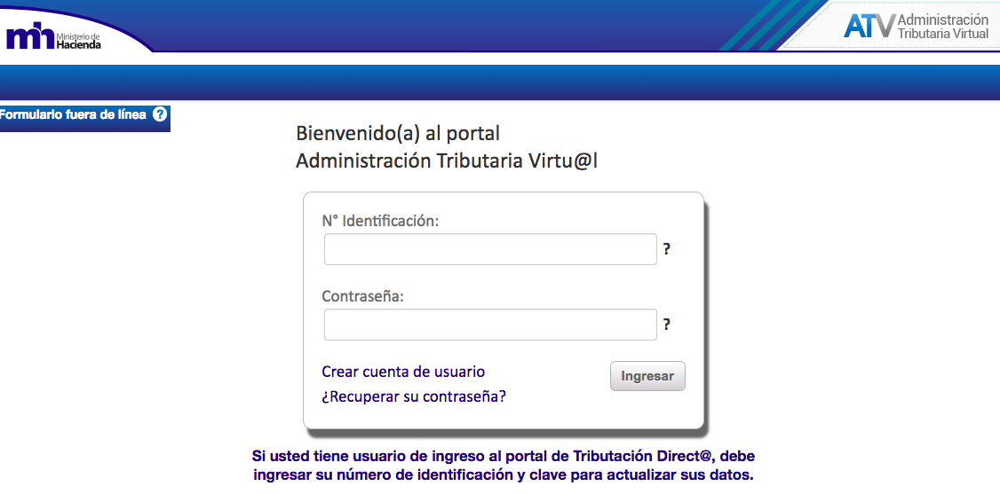 mh Ministerio de
Hacienda
ATV Administración
Tributaria Virtual
Formulario fuera de línea ?
Bienvenido(a) al portal
Administración Tributaria Virtu@l
N° Identificación:
?
Contraseña:
?
Crear cuenta de usuario
Ingresar
¿Recuperar su contraseña?
Si usted tiene usuario de ingreso al portal de Tributación Direct@, debe
ingresar su número de identificación y clave para actualizar sus datos.